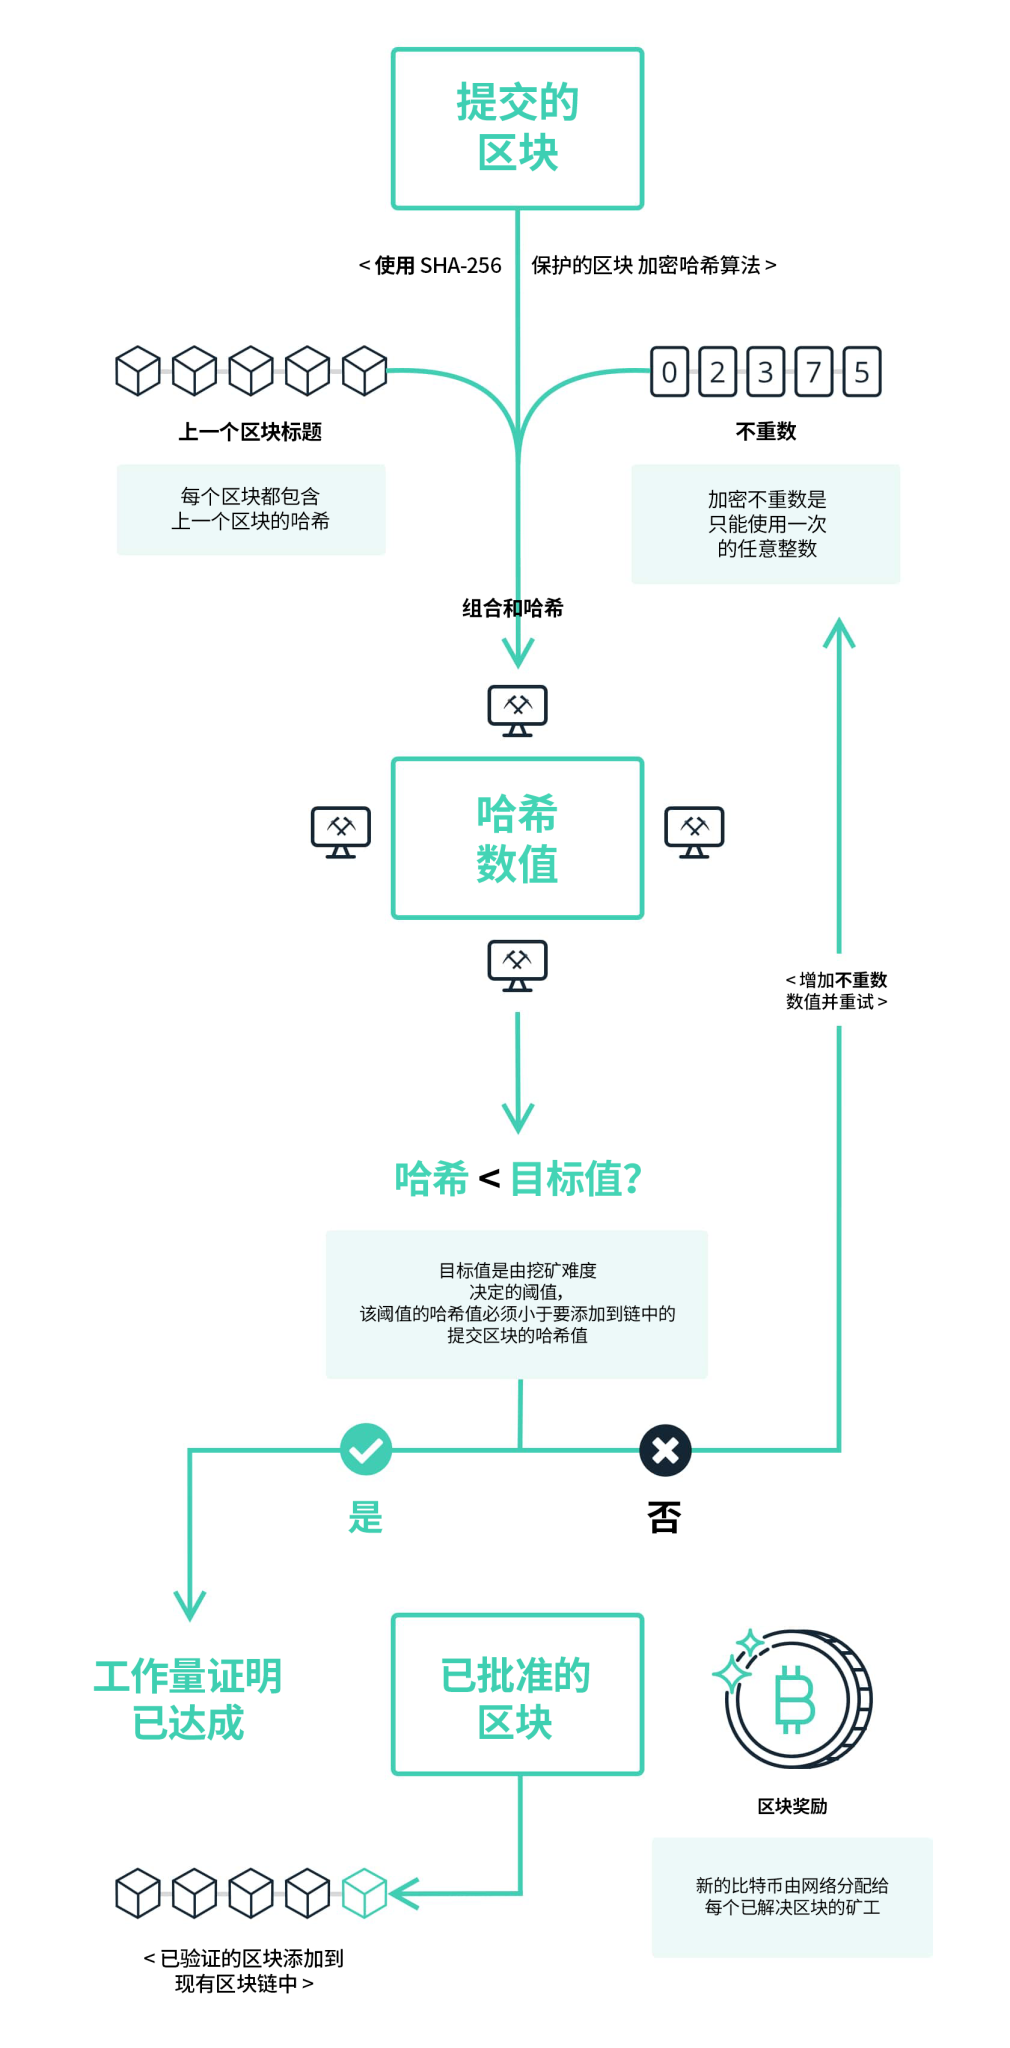 提交的
区块
< 使用 SHA-256 保护的区块 加密哈希算法 >
0 2 3 7 5
上一个区块标题
不重数
每个区块都包含
上一个区块的哈希
加密不重数是
只能使用一次
的任意整数
组合和哈希
哈希
数值
< 增加不重数
数值并重试 >
哈希 < 目标值?
目标值是由挖矿难度
决定的阈值,
该阈值的哈希值必须小于要添加到链中的
提交区块的哈希值
是
否
工作量证明
已达成
已批准的
区块
区块奖励
新的比特币由网络分配给
每个已解决区块的矿工
< 已验证的区块添加到
现有区块链中 >